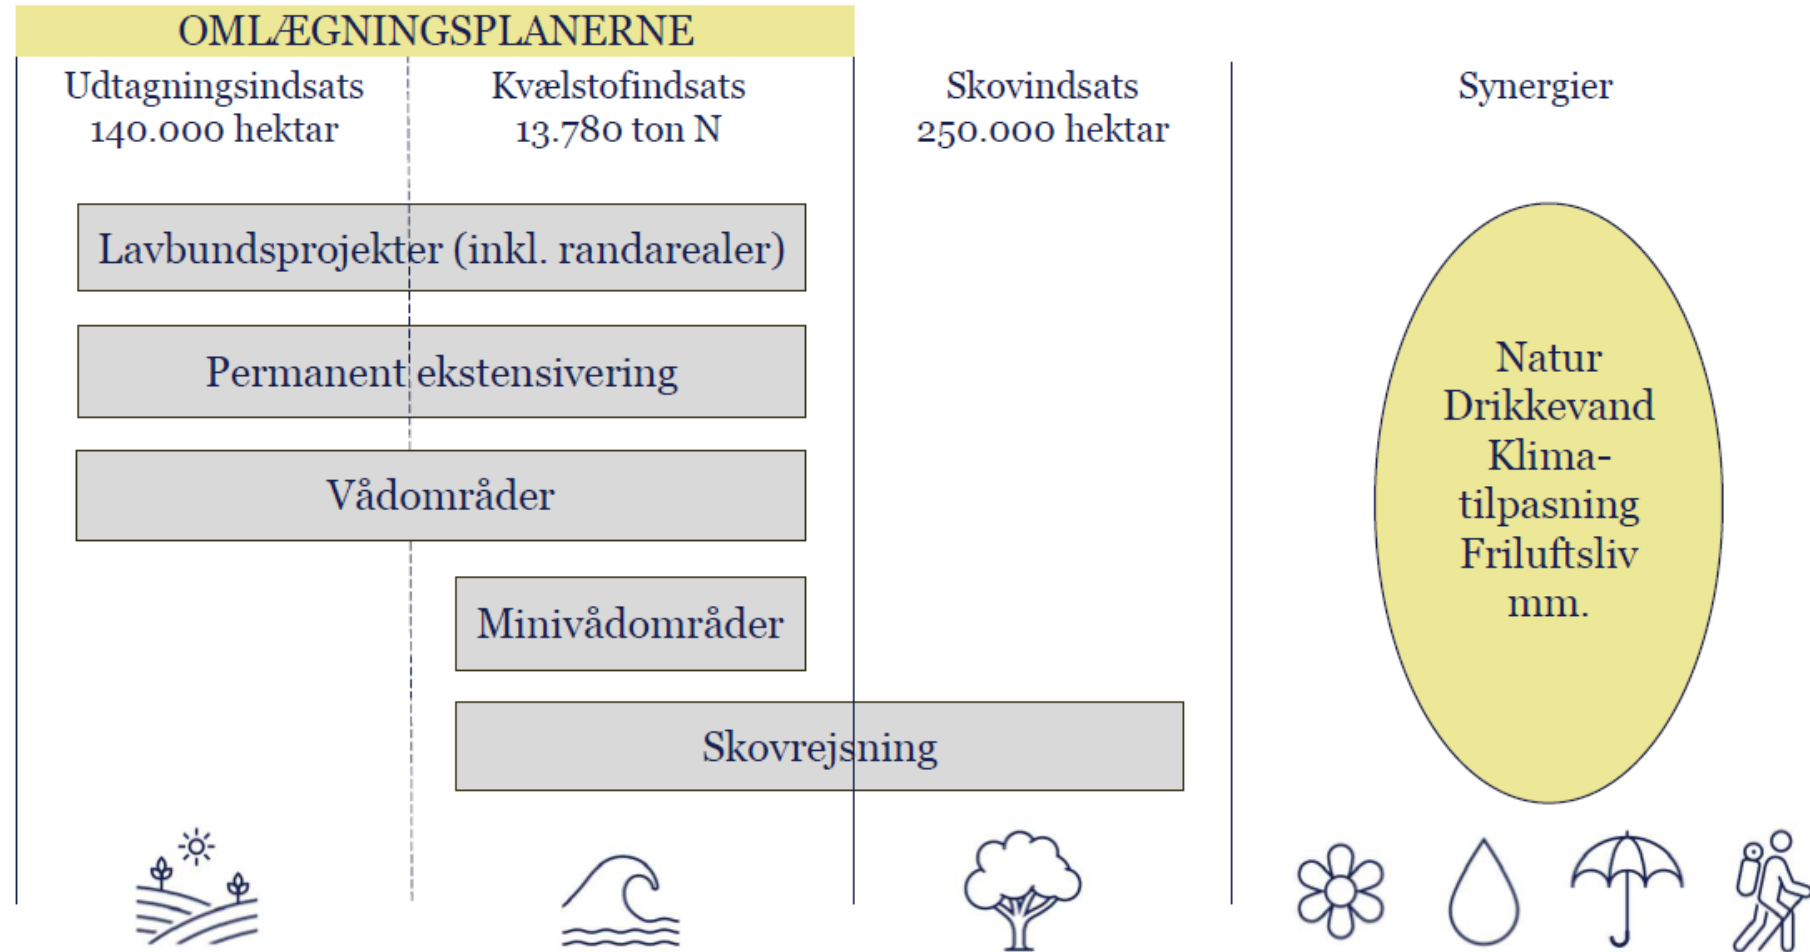 OMLÆGNINGSPLANERNE
Udtagningsindsats
140.000 hektar
Kvælstofindsats
13.780 ton N
Skovindsats
250.000 hektar
Synergier
Lavbundsprojekter (inkl. randarealer)
Permanent ekstensivering
Vådområder
Minivådområder
Skovrejsning
Natur
Drikkevand
Klima-
tilpasning
Friluftsliv
mm.